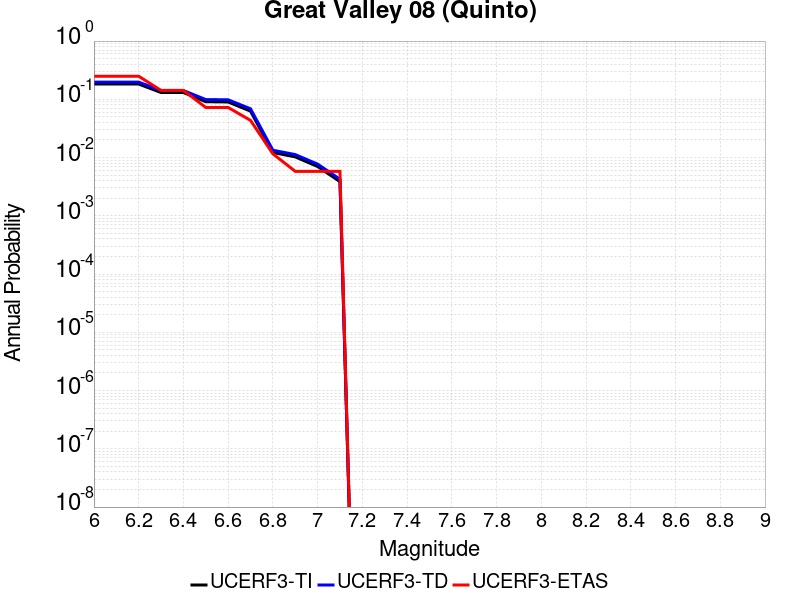 Great Valley 08 (Quinto)
10^0
10^-1
10^-2
10^-3
10^-4
10^-5
10^-6
10^-7
10^-8
Annual Probability
6 6.2 6.4 6.6 6.8 7 7.2 7.4 7.6 7.8 8 8.2 8.4 8.6 8.8 9
Magnitude
UCERF3-TI UCERF3-TD UCERF3-ETAS